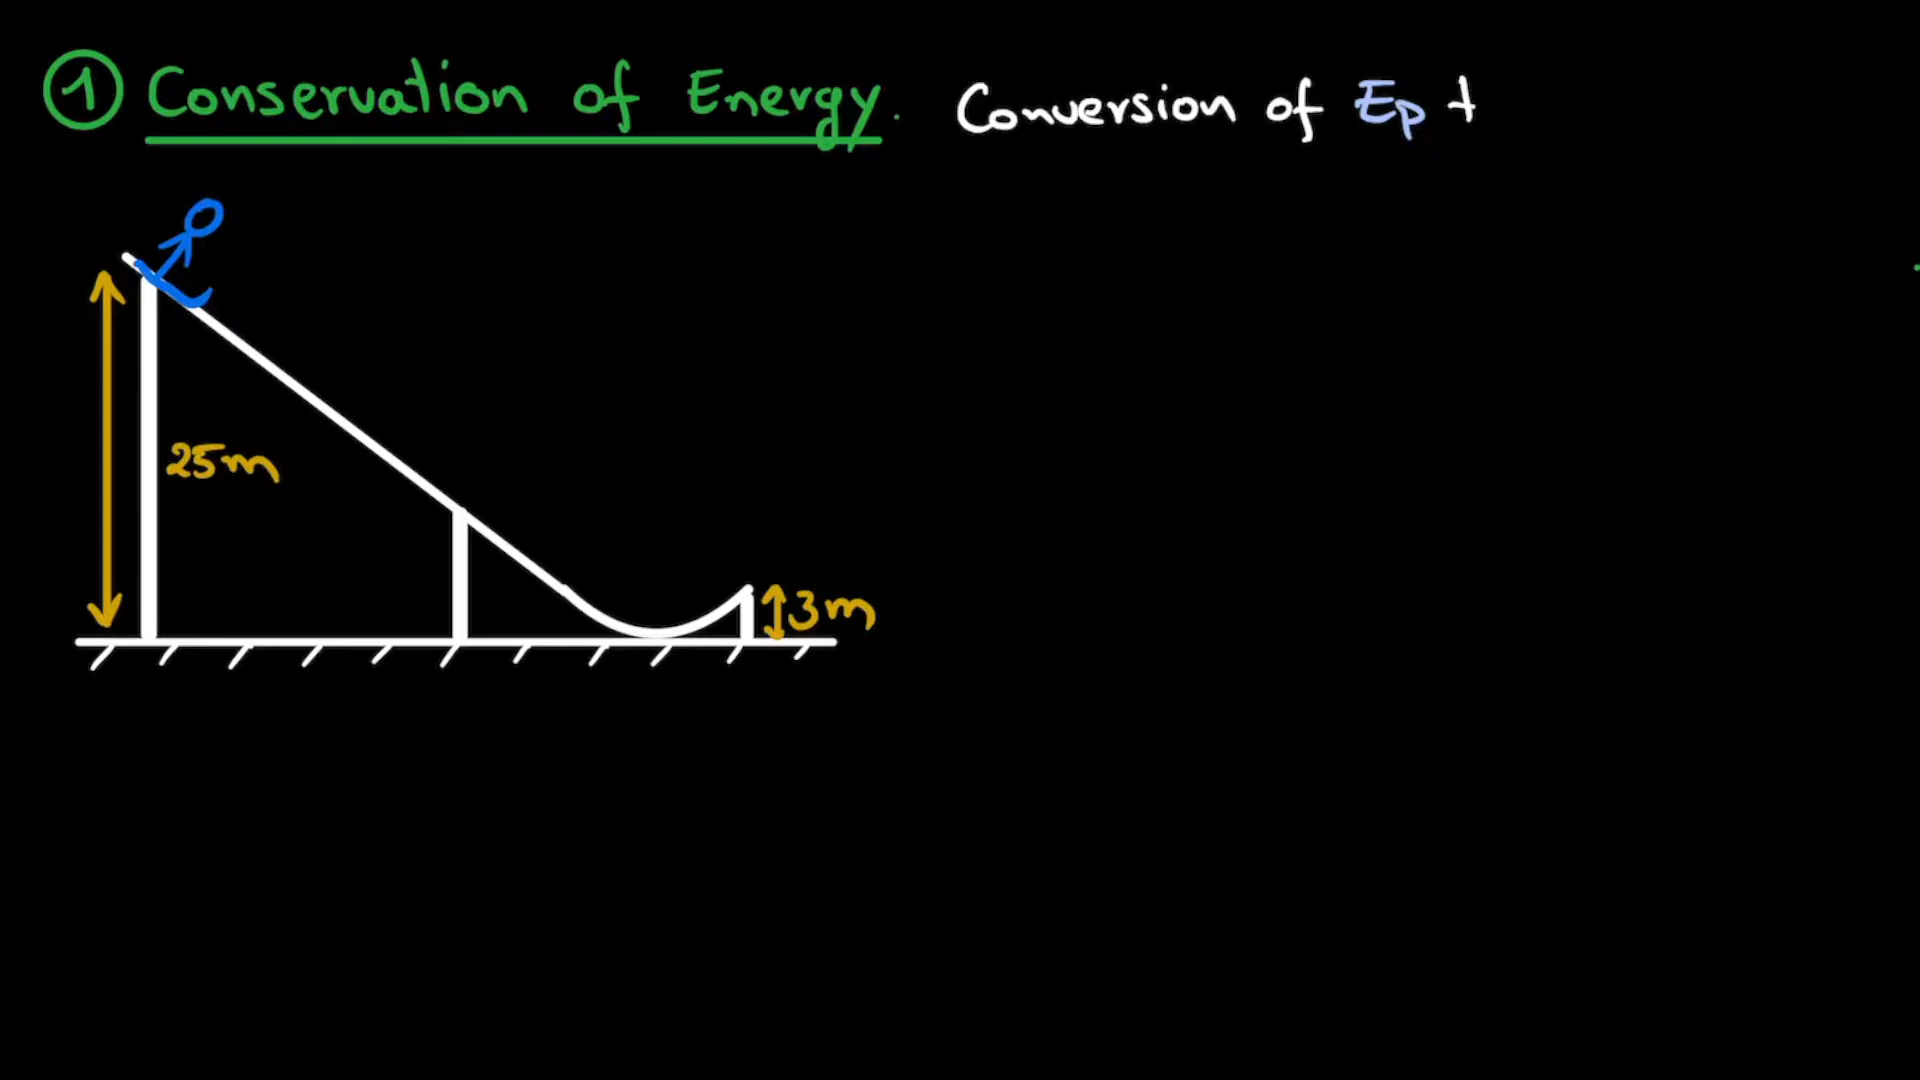 ① Conservation of Energy. Conversion of Ep t
25m
3m